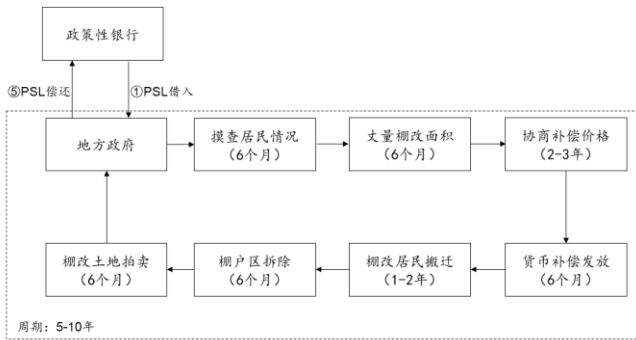 政策性银行
⑤PSL偿还
①PSL借入
地方政府
摸查居民情况
（6个月）
丈量棚改面积
（6个月）
协商补偿价格
（2-3年）
棚改土地拍卖
（6个月）
棚户区拆除
（6个月）
棚改居民搬迁
（1-2年）
货币补偿发放
（6个月）
周期：5-10年